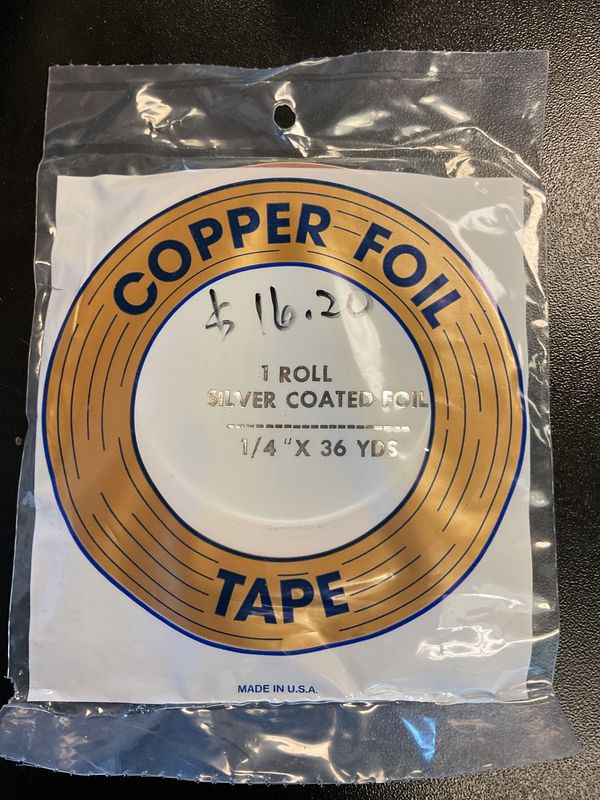 COPPER FOIL
$ 16.20
1 ROLL
SILVER COATED FOIL
1/4 "X 36 YDS
TAPE
MADE IN U.S.A.